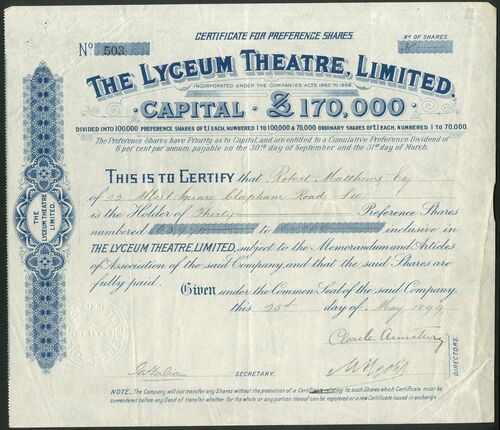 CERTIFICATE FOR PREFERENCE SHARES.
Nº 503
Nº OF SHARES.
THE LYCEUM THEATRE, LIMITED.
INCORPORATED UNDER THE COMPANIES ACTS, 1862 TO 1898.
CAPITAL £170,000
DIVIDED INTO 100,000 PREFERENCE SHARES OF £1 EACH, NUMBERED 1 TO 100,000 & 70,000 ORDINARY SHARES OF £1 EACH, NUMBERED 1 TO 70,000.
The Preference Shares have Priority as to Capital, and are entitled to a Cumulative Preference Dividend of
6 per cent per annum, payable on the 30th day of September and the 31st day of March.
THIS IS TO CERTIFY that Robert Matthews Esq
of 22 Albert Square Clapham Road SW
is the Holder of Thirty Preference Shares
numbered to inclusive in
THE LYCEUM THEATRE, LIMITED, subject to the Memorandum and Articles
of Association of the said Company, and that the said Shares are
fully paid.
Given under the Common Seal of the said Company
this 25th day of May 1899
DIRECTORS.
SECRETARY.
NOTE_ The Company will not transfer any Shares without the production of a Certificate relating to such Shares which Certificate must be
surrendered before any Deed of transfer whether for the whole or any portion thereof can be registered or a new Certificate issued in exchange.
THE
LYCEUM THEATRE
LIMITED.